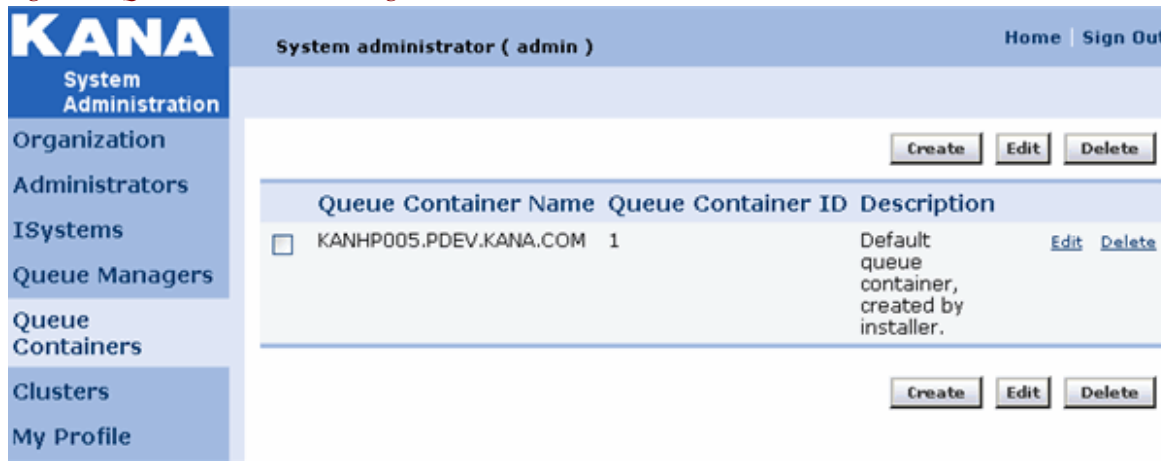 KANA
System administrator ( admin )
Home | Sign Out
System
Administration
Organization
Administrators
ISystems
Queue Managers
Queue
Containers
Clusters
My Profile
Create Edit Delete
Queue Container Name Queue Container ID Description
KANHP005.PDEV.KANA.COM 1 Default Edit Delete
queue
container,
created by
installer.
Create Edit Delete